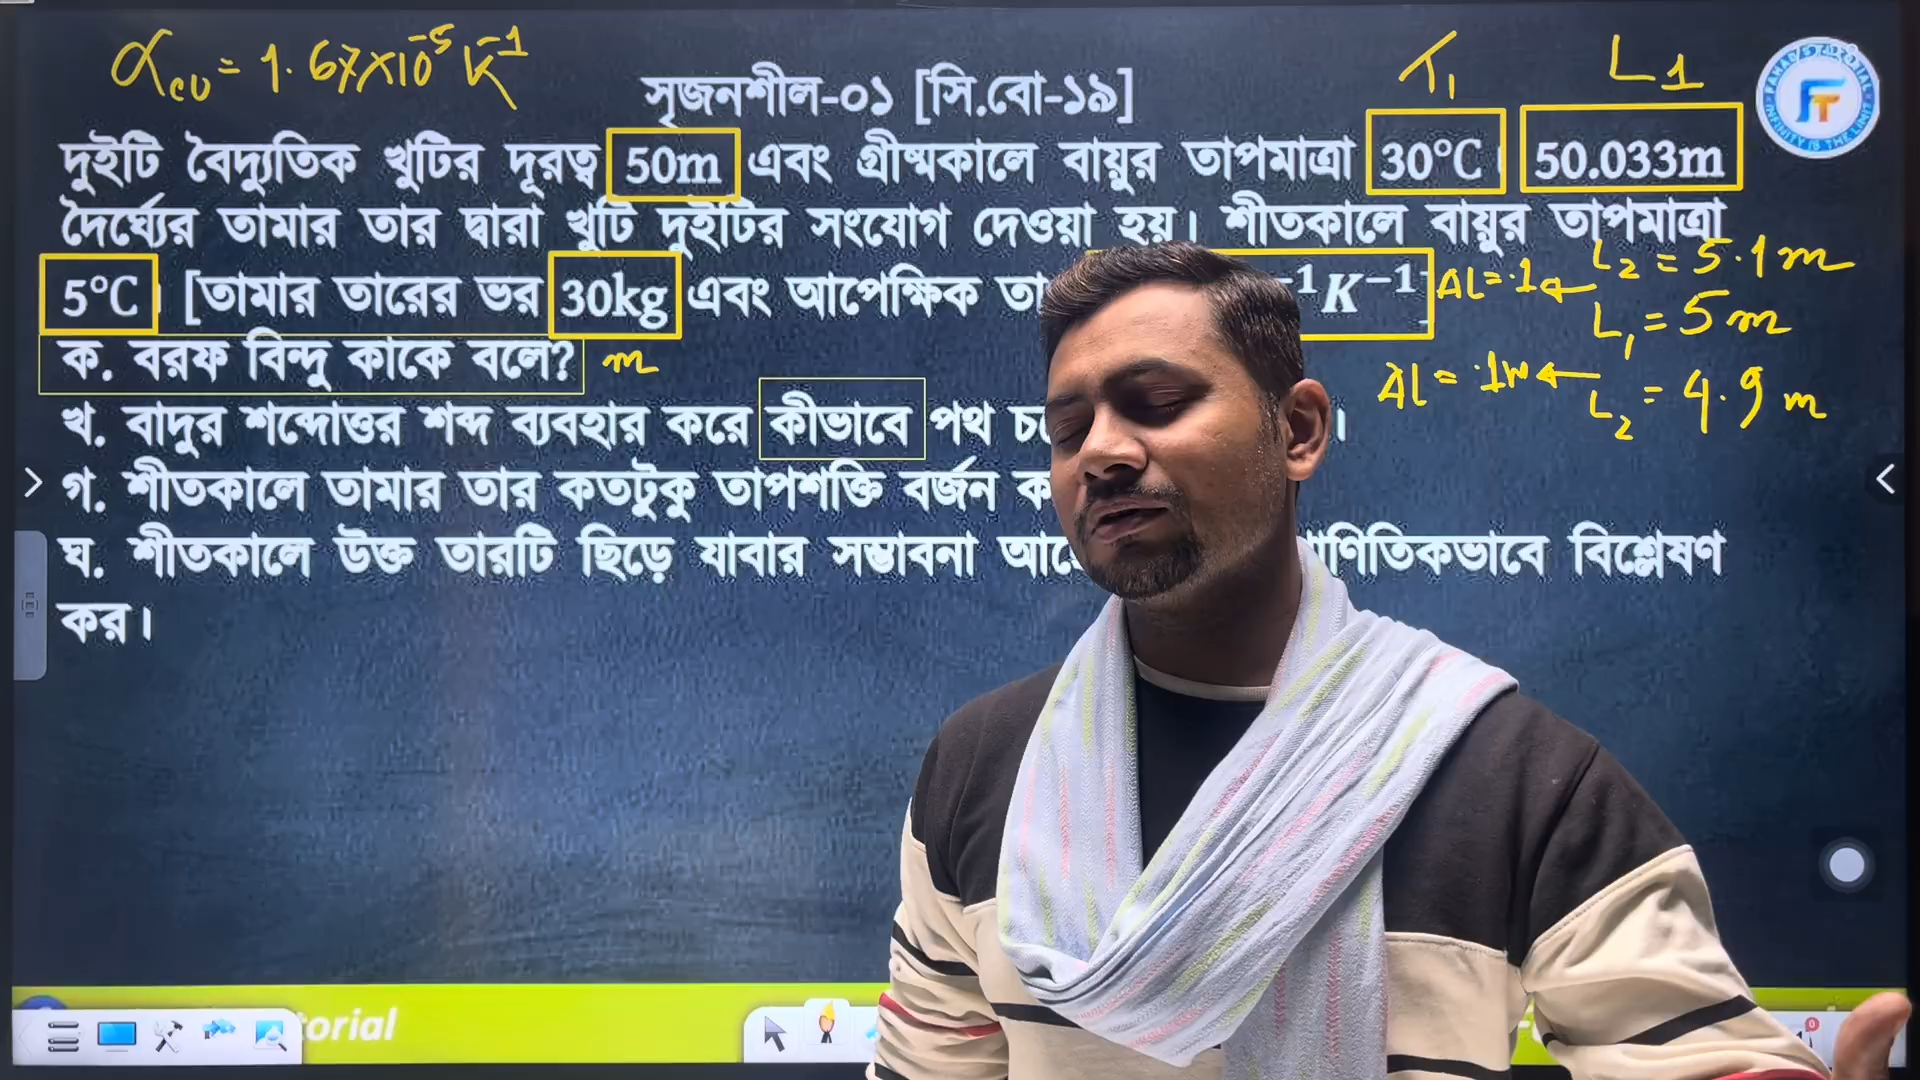 αcu = 1.67×10⁻⁵ K⁻¹
T₁ L₁
সৃজনশীল-০১ [সি.বো-১৯]
দুইটি বৈদ্যুতিক খুটির দূরত্ব 50m এবং গ্রীষ্মকালে বায়ুর তাপমাত্রা 30°C। 50.033m
দৈর্ঘ্যের তামার তার দ্বারা খুটি দুইটির সংযোগ দেওয়া হয়। শীতকালে বায়ুর তাপমাত্রা
5°C। [তামার তারের ভর 30kg এবং আপেক্ষিক ⁻¹K⁻¹]
Δl = .1 ← L₂ = 5.1 m
L₁ = 5 m
Δl = .1m ← L₂ = 4.9 m
ক. বরফ বিন্দু কাকে বলে? m
খ. বাদুর শব্দোত্তর শব্দ ব্যবহার করে কীভাবে পথ
গ. শীতকালে তামার তার কতটুকু তাপশক্তি বর্জন
ঘ. শীতকালে উক্ত তারটি ছিড়ে যাবার সম্ভাবনা বিশ্লেষণ
কর।
torial
FT